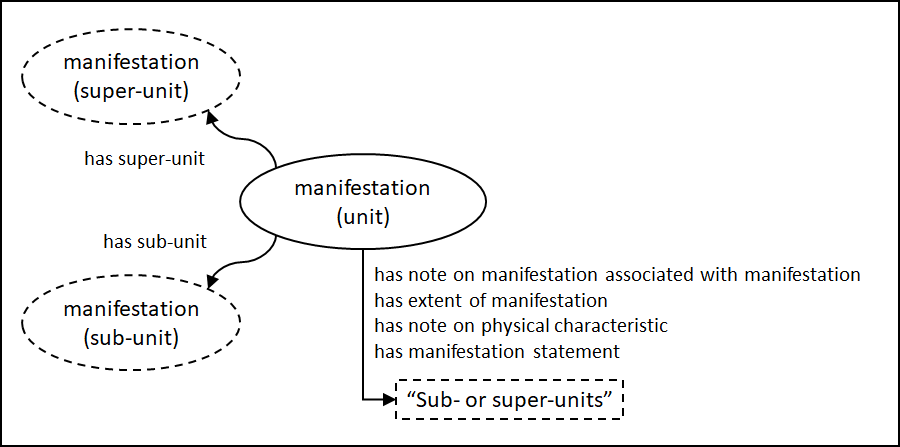 manifestation
(super-unit)
has super-unit
manifestation
(unit)
has sub-unit
manifestation
(sub-unit)
has note on manifestation associated with manifestation
has extent of manifestation
has note on physical characteristic
has manifestation statement
“Sub- or super-units”